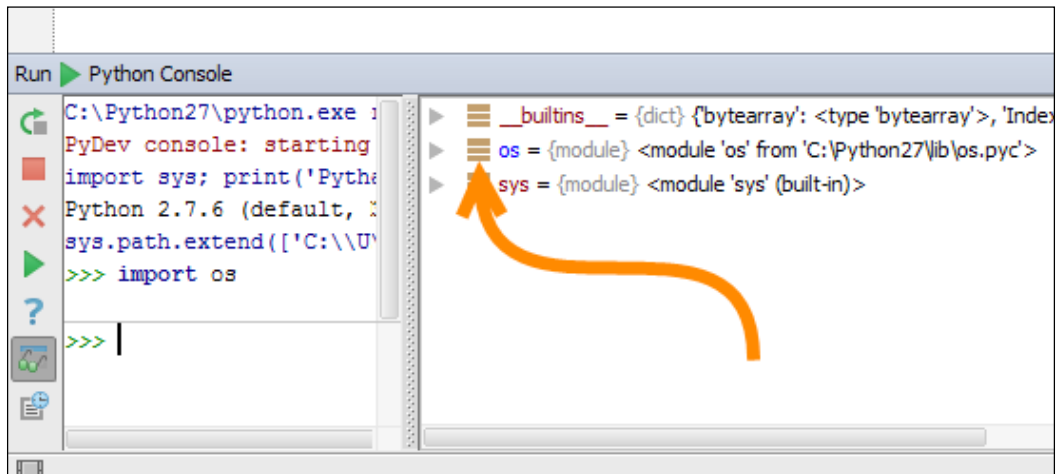 Run Python Console
C:\Python27\python.exe
PyDev console: starting
import sys; print('Pytho
Python 2.7.6 (default,
sys.path.extend(['C:\\U
>>> import os
>>>
__builtins__ = {dict} {'bytearray': <type 'bytearray'>, 'Index
os = {module} <module 'os' from 'C:\Python27\lib\os.pyc'>
sys = {module} <module 'sys' (built-in)>